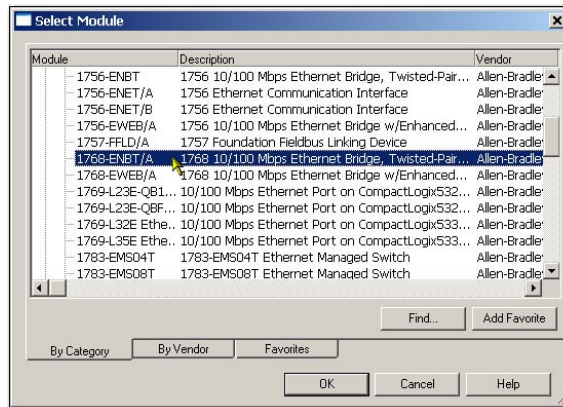 Select Module
Module Description Vendor
1756-ENBT 1756 10/100 Mbps Ethernet Bridge, Twisted-Pair... Allen-Bradley
1756-ENET/A 1756 Ethernet Communication Interface Allen-Bradley
1756-ENET/B 1756 Ethernet Communication Interface Allen-Bradley
1756-EWEB/A 1756 10/100 Mbps Ethernet Bridge w/Enhanced... Allen-Bradley
1757-FFLD/A 1757 Foundation Fieldbus Linking Device Allen-Bradley
1768-ENBT/A 1768 10/100 Mbps Ethernet Bridge, Twisted-Pair... Allen-Bradley
1768-EWEB/A 1768 10/100 Mbps Ethernet Bridge w/Enhanced... Allen-Bradley
1769-L23E-QB1... 10/100 Mbps Ethernet Port on CompactLogix532... Allen-Bradley
1769-L23E-QBF... 10/100 Mbps Ethernet Port on CompactLogix532... Allen-Bradley
1769-L32E Ethe... 10/100 Mbps Ethernet Port on CompactLogix533... Allen-Bradley
1769-L35E Ethe... 10/100 Mbps Ethernet Port on CompactLogix533... Allen-Bradley
1783-EMS04T 1783-EMS04T Ethernet Managed Switch Allen-Bradley
1783-EMS08T 1783-EMS08T Ethernet Managed Switch Allen-Bradley
Find... Add Favorite
By Category By Vendor Favorites
OK Cancel Help